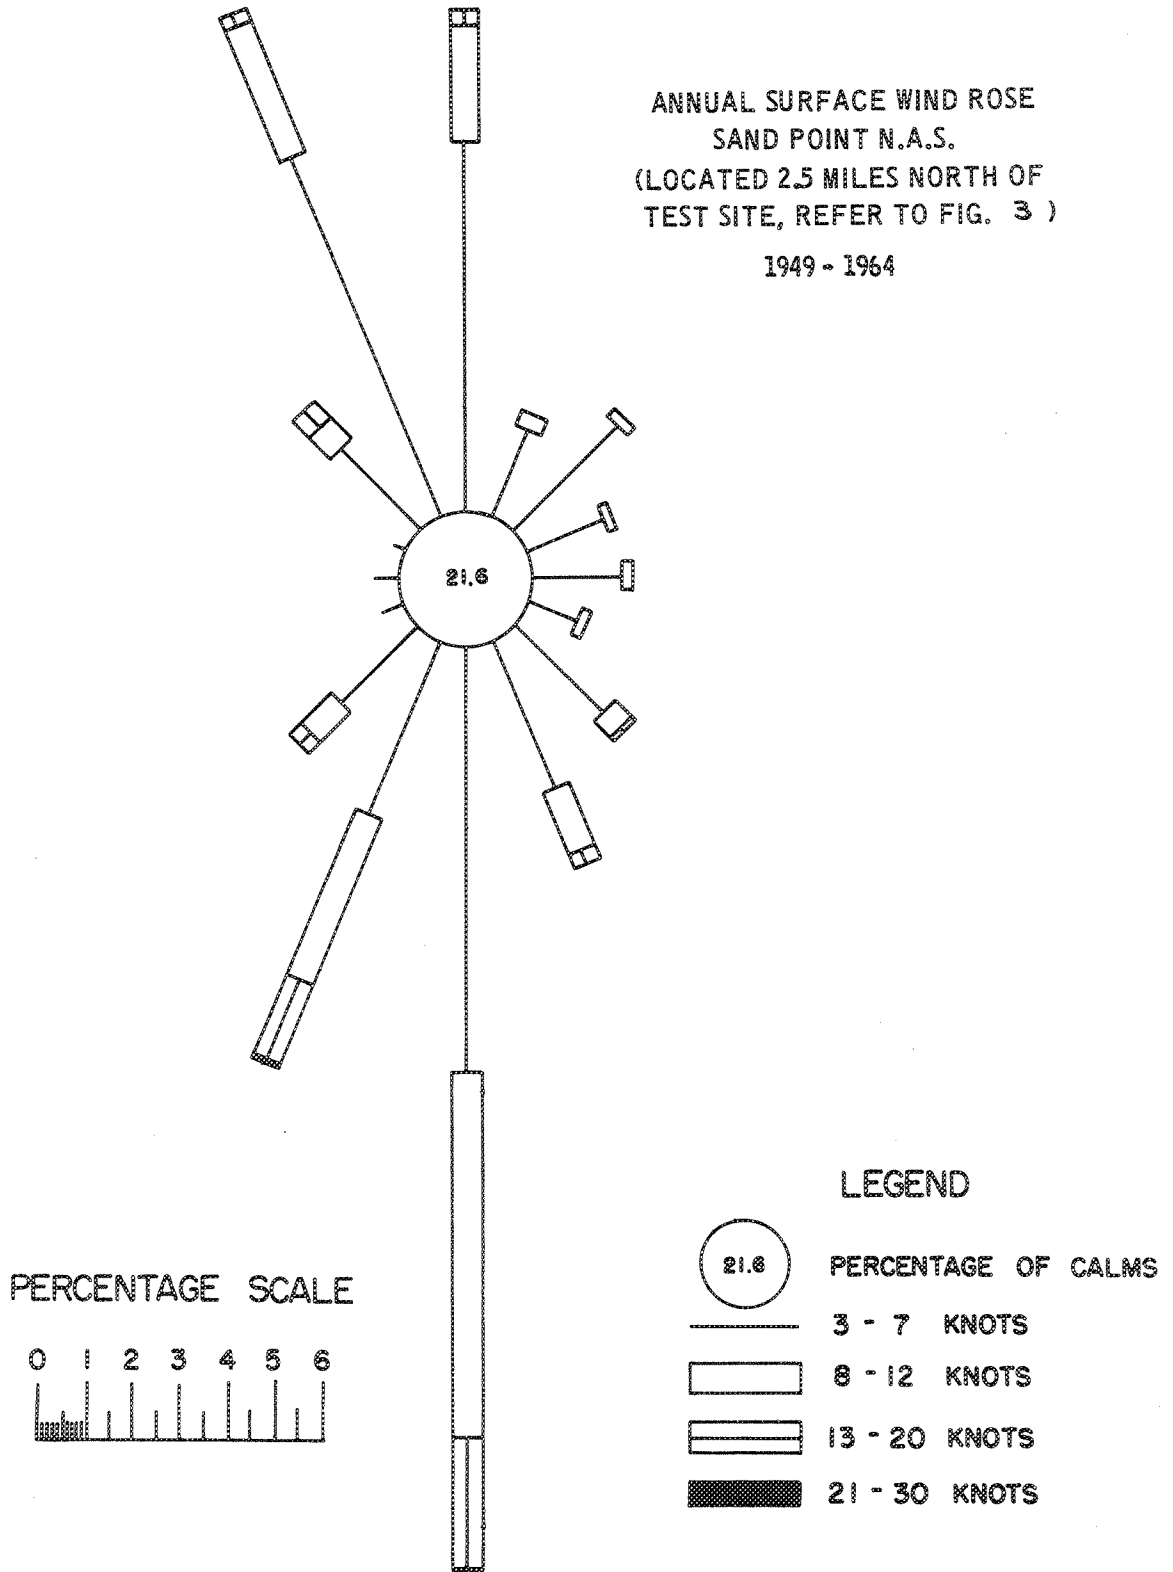 ANNUAL SURFACE WIND ROSE
SAND POINT N.A.S.
(LOCATED 2.5 MILES NORTH OF
TEST SITE, REFER TO FIG. 3 )
1949 - 1964
21.6
LEGEND
21.6 PERCENTAGE OF CALMS
3 - 7 KNOTS
8 - 12 KNOTS
13 - 20 KNOTS
21 - 30 KNOTS
PERCENTAGE SCALE
0 1 2 3 4 5 6